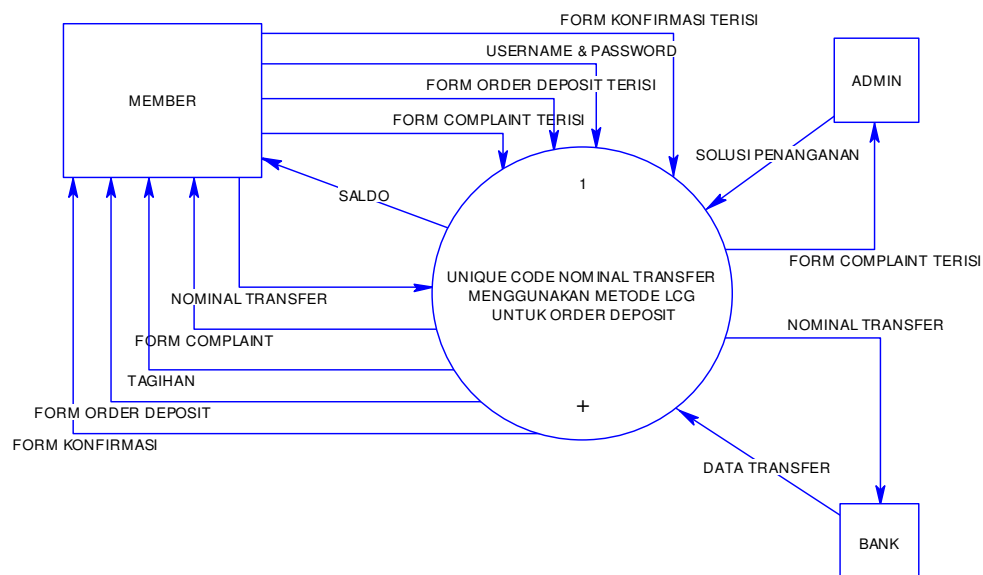 FORM KONFIRMASI TERISI
USERNAME & PASSWORD
FORM ORDER DEPOSIT TERISI
FORM COMPLAINT TERISI
MEMBER
ADMIN
SOLUSI PENANGANAN
1
SALDO
FORM COMPLAINT TERISI
UNIQUE CODE NOMINAL TRANSFER
MENGGUNAKAN METODE LCG
UNTUK ORDER DEPOSIT
NOMINAL TRANSFER
NOMINAL TRANSFER
FORM COMPLAINT
TAGIHAN
FORM ORDER DEPOSIT
+
FORM KONFIRMASI
DATA TRANSFER
BANK